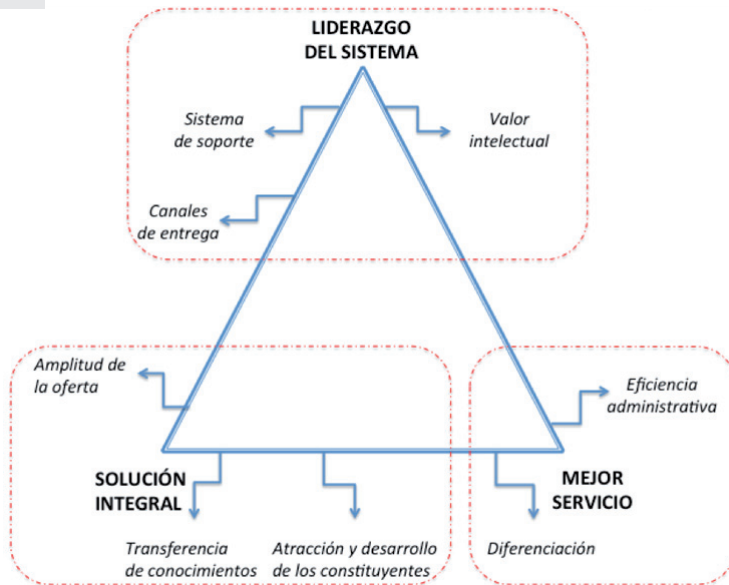 LIDERAZGO
DEL SISTEMA
Sistema
de soporte
Valor
intelectual
Canales
de entrega
Amplitud de
la oferta
Eficiencia
administrativa
SOLUCIÓN
INTEGRAL
MEJOR
SERVICIO
Transferencia
de conocimientos
Atracción y desarrollo
de los constituyentes
Diferenciación